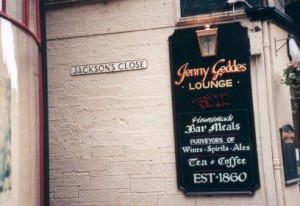 JACKSON'S CLOSE
Jenny Geddes
LOUNGE
Homemade
Bar Meals
PURVEYORS OF
Wines-Spirits-Ales
Tea & Coffee
EST·1860